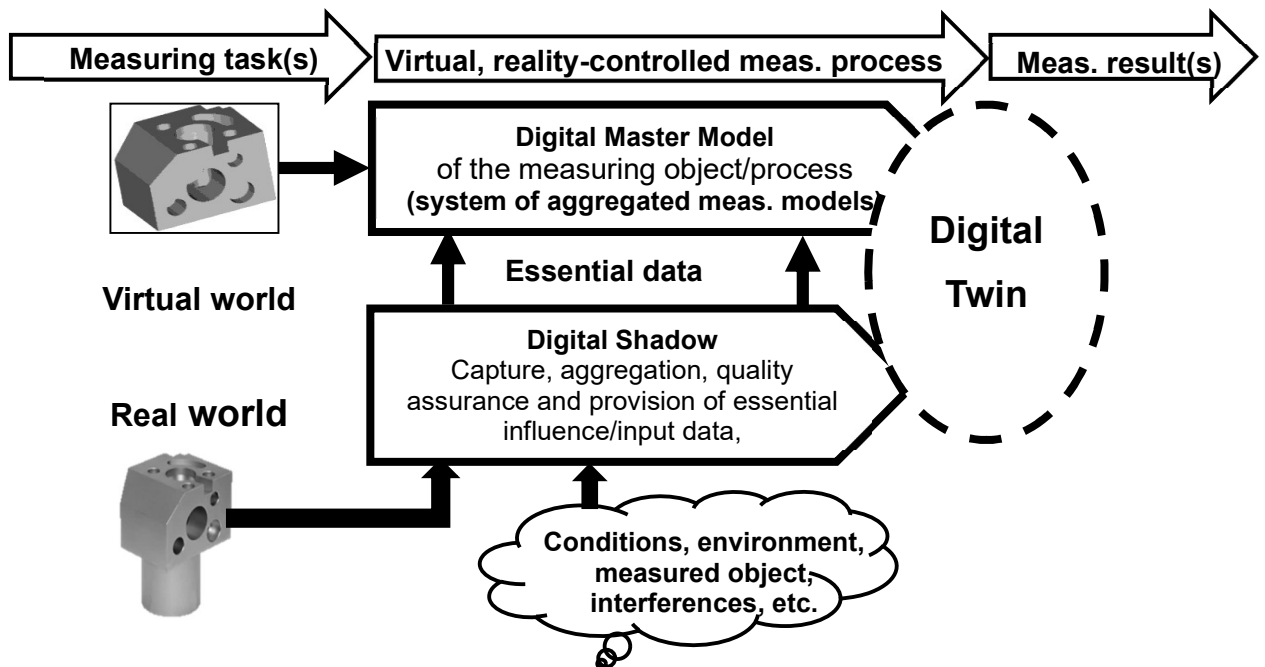 Measuring task(s)
Virtual, reality-controlled meas. process
Meas. result(s)
Digital Master Model
of the measuring object/process
(system of aggregated meas. models)
Digital
Twin
Essential data
Virtual world
Digital Shadow
Capture, aggregation, quality
assurance and provision of essential
influence/input data,
Real world
Conditions, environment,
measured object,
interferences, etc.